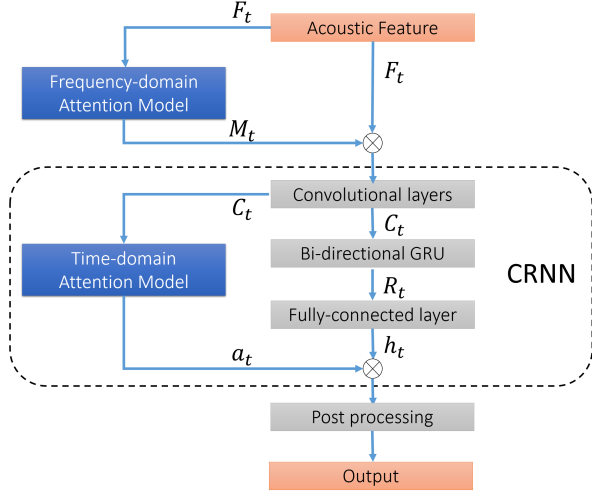 F_t
Acoustic Feature
F_t
Frequency-domain
Attention Model
M_t
Convolutional layers
C_t
C_t
Time-domain
Attention Model
Bi-directional GRU
CRNN
R_t
Fully-connected layer
a_t
h_t
Post processing
Output